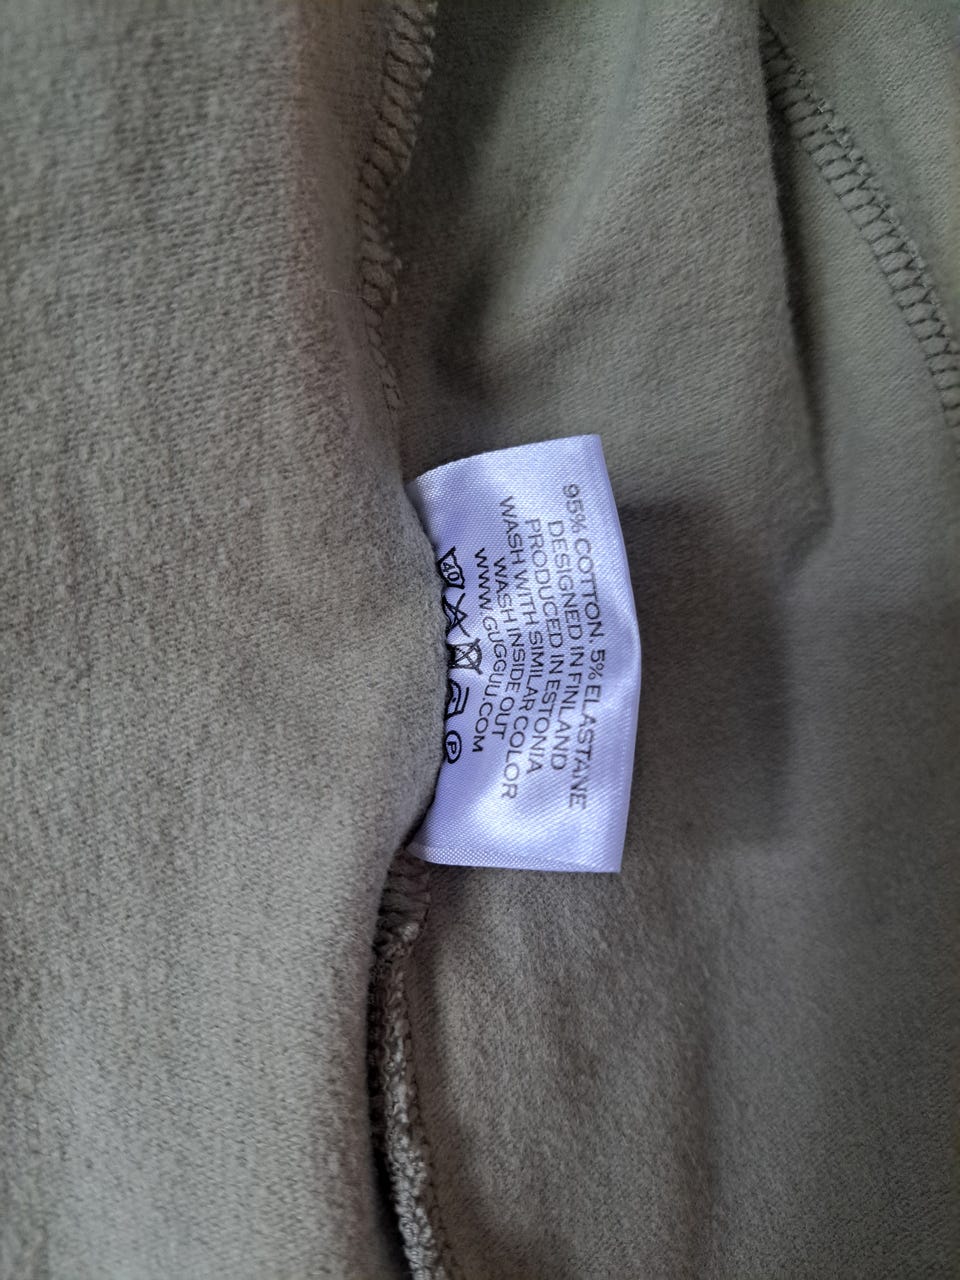 95% COTTON. 5% ELASTANE
DESIGNED IN FINLAND
PRODUCED IN ESTONIA
WASH WITH SIMILAR COLOR
WASH INSIDE OUT
WWW.GUGGUU.COM
40 P